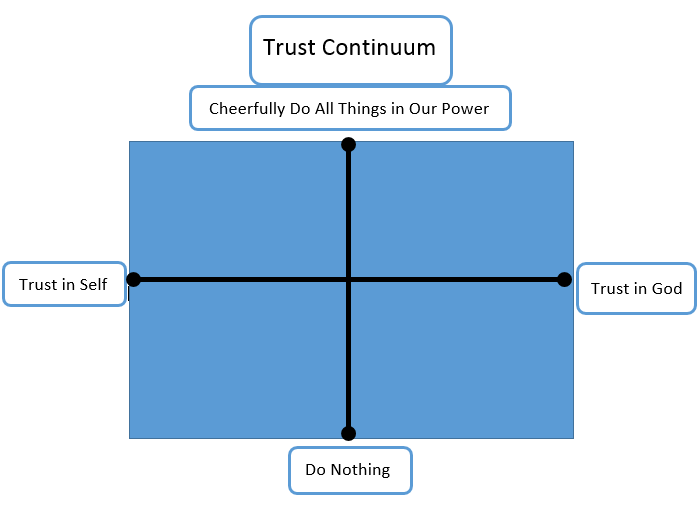 Trust Continuum
Cheerfully Do All Things in Our Power
Trust in Self
Trust in God
Do Nothing